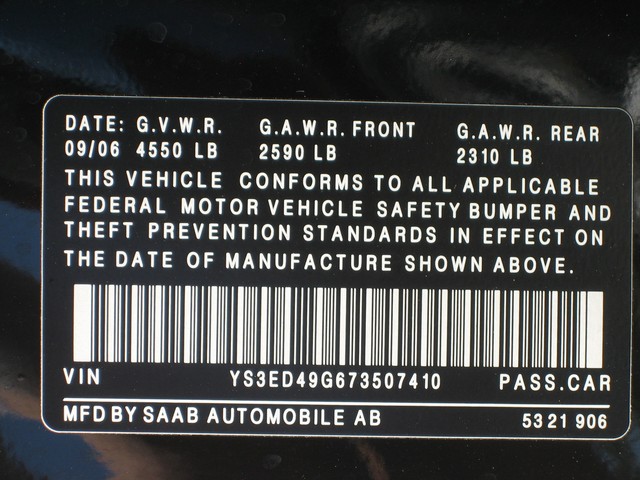 DATE: G.V.W.R. G.A.W.R. FRONT G.A.W.R. REAR
09/06 4550 LB 2590 LB 2310 LB
THIS VEHICLE CONFORMS TO ALL APPLICABLE
FEDERAL MOTOR VEHICLE SAFETY BUMPER AND
THEFT PREVENTION STANDARDS IN EFFECT ON
THE DATE OF MANUFACTURE SHOWN ABOVE.
VIN YS3ED49G673507410 PASS.CAR
MFD BY SAAB AUTOMOBILE AB 53 21 906